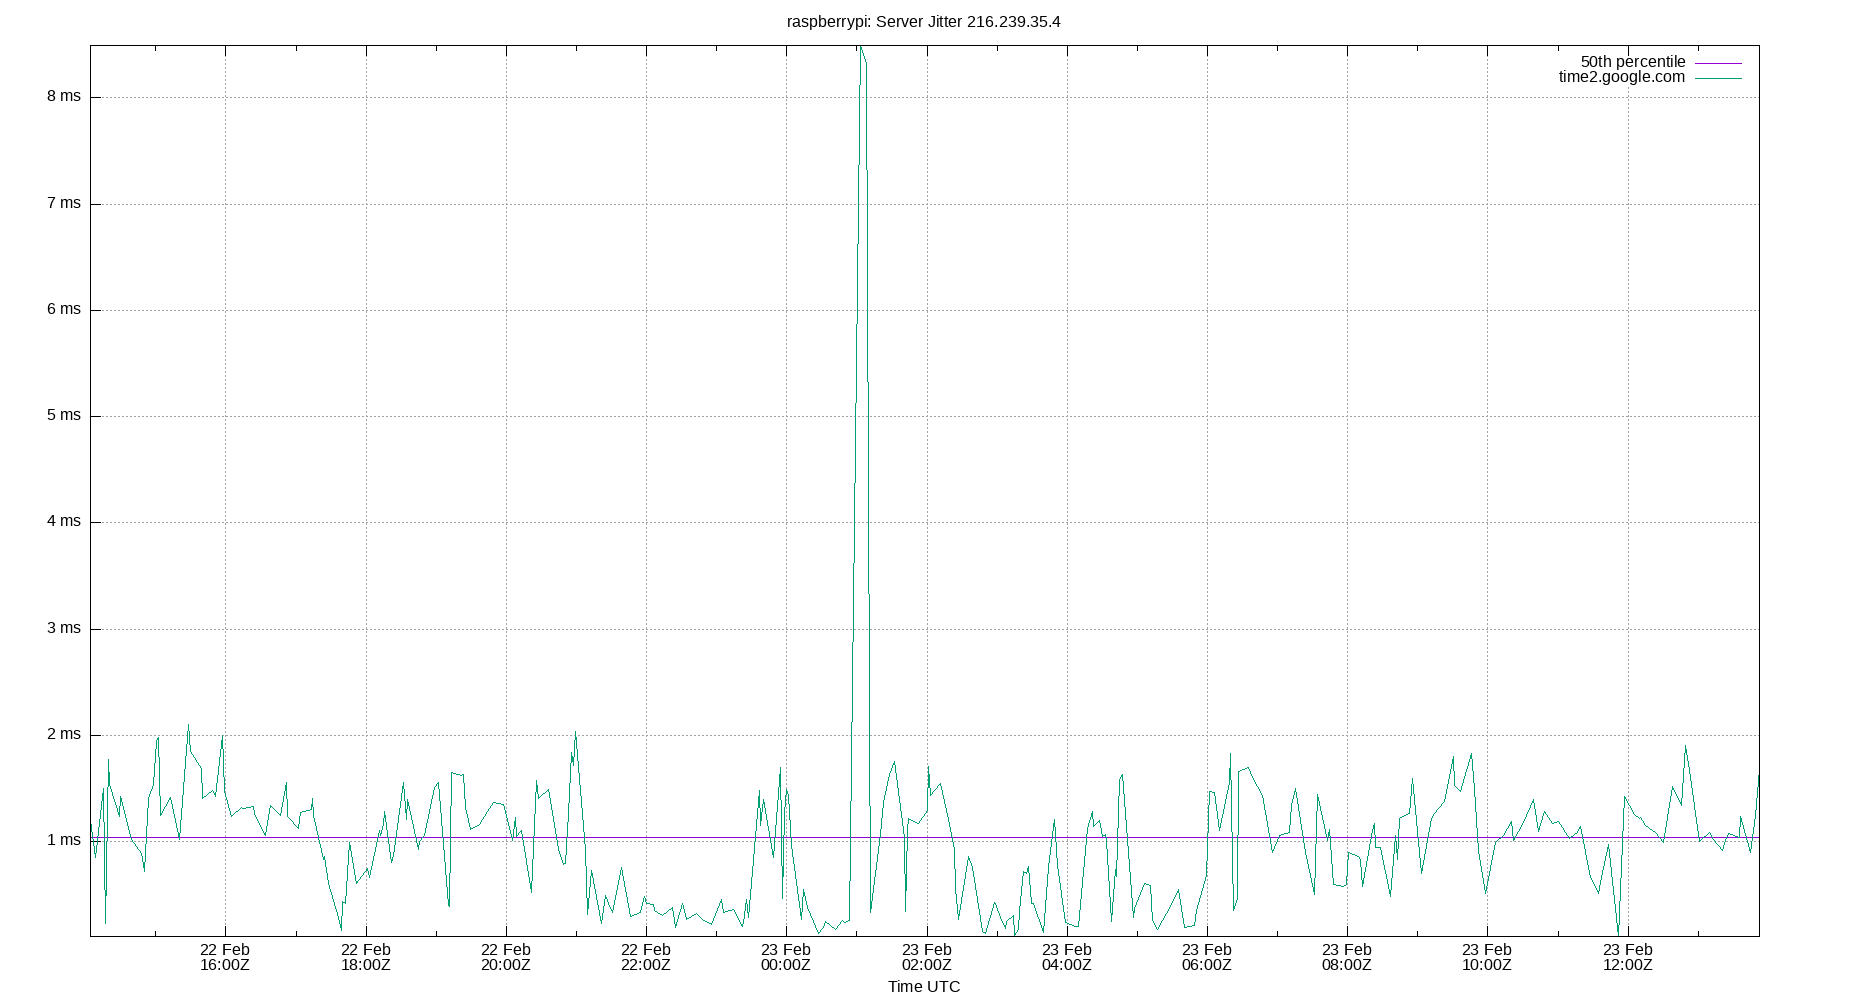 raspberrypi: Server Jitter 216.239.35.4
50th percentile
time2.google.com
8 ms
7 ms
6 ms
5 ms
4 ms
3 ms
2 ms
1 ms
22 Feb 22 Feb 22 Feb 22 Feb 23 Feb 23 Feb 23 Feb 23 Feb 23 Feb 23 Feb 23 Feb
16:00Z 18:00Z 20:00Z 22:00Z 00:00Z 02:00Z 04:00Z 06:00Z 08:00Z 10:00Z 12:00Z
Time UTC